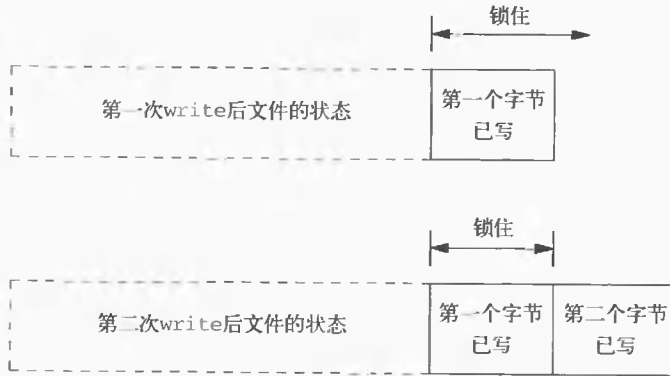 锁住
第一次write后文件的状态
第一个字节
已写
锁住
第二次write后文件的状态
第一个字节
已写
第二个字节
已写